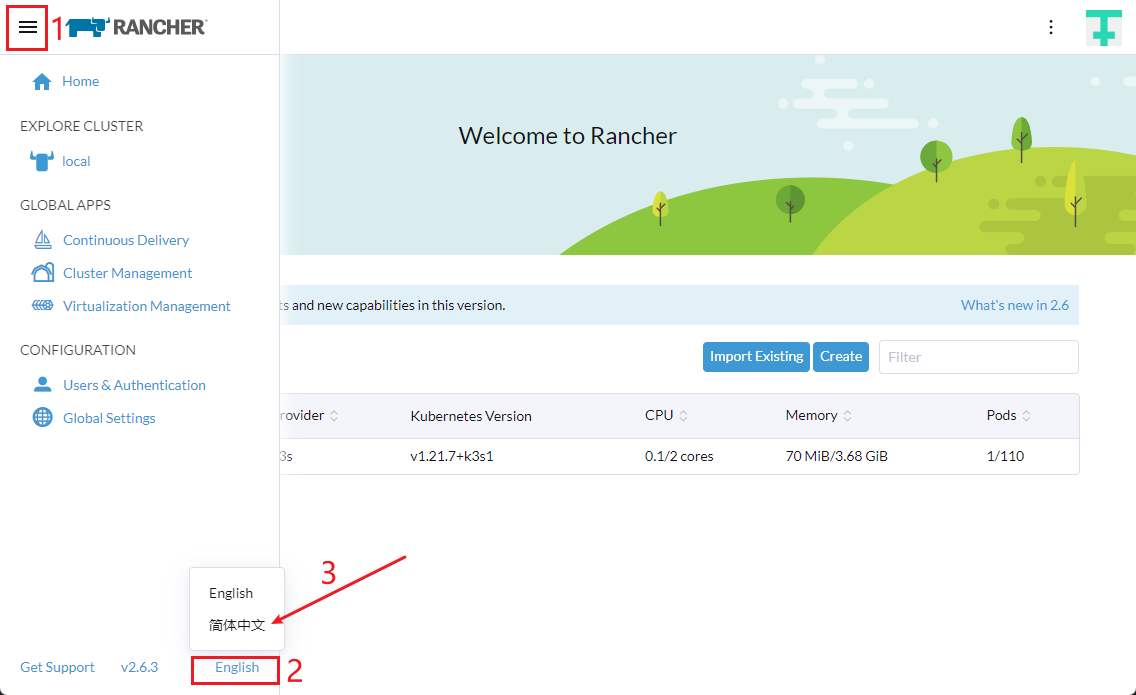 1
RANCHER
Home
EXPLORE CLUSTER
local
GLOBAL APPS
Continuous Delivery
Cluster Management
Virtualization Management
CONFIGURATION
Users & Authentication
Global Settings
English
简体中文
3
Get Support v2.6.3 English 2
Welcome to Rancher
ts and new capabilities in this version. What's new in 2.6
Import Existing Create Filter
rovider Kubernetes Version CPU Memory Pods
3s v1.21.7+k3s1 0.1/2 cores 70 MiB/3.68 GiB 1/110